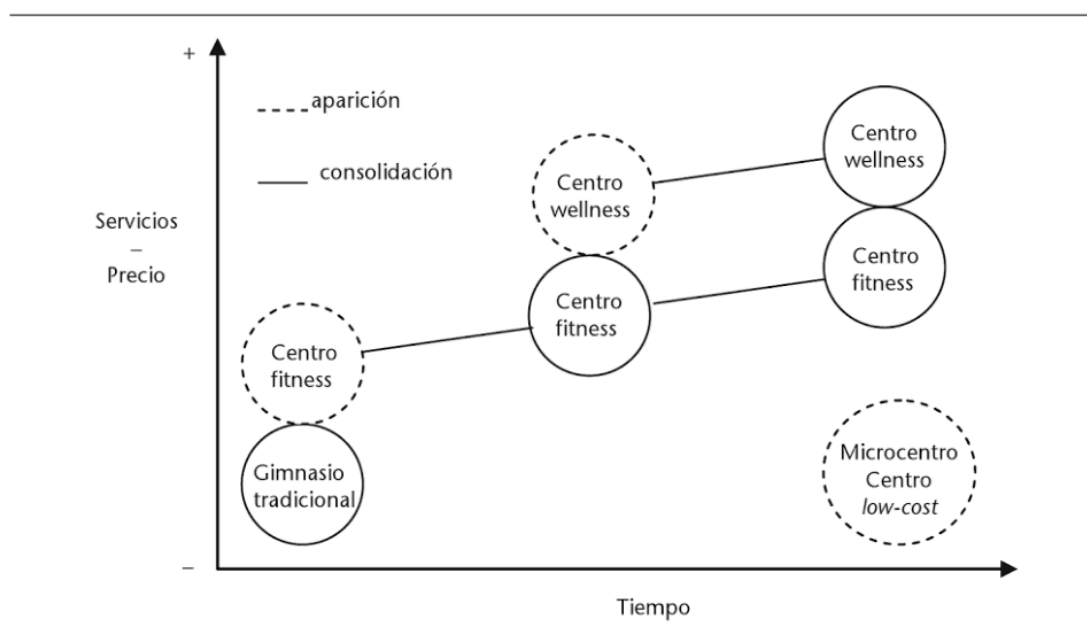 +
aparición
consolidación
Servicios
–
Precio
Centro
fitness
Gimnasio
tradicional
Centro
wellness
Centro
fitness
Centro
wellness
Centro
fitness
Microcentro
Centro
low-cost
–
Tiempo